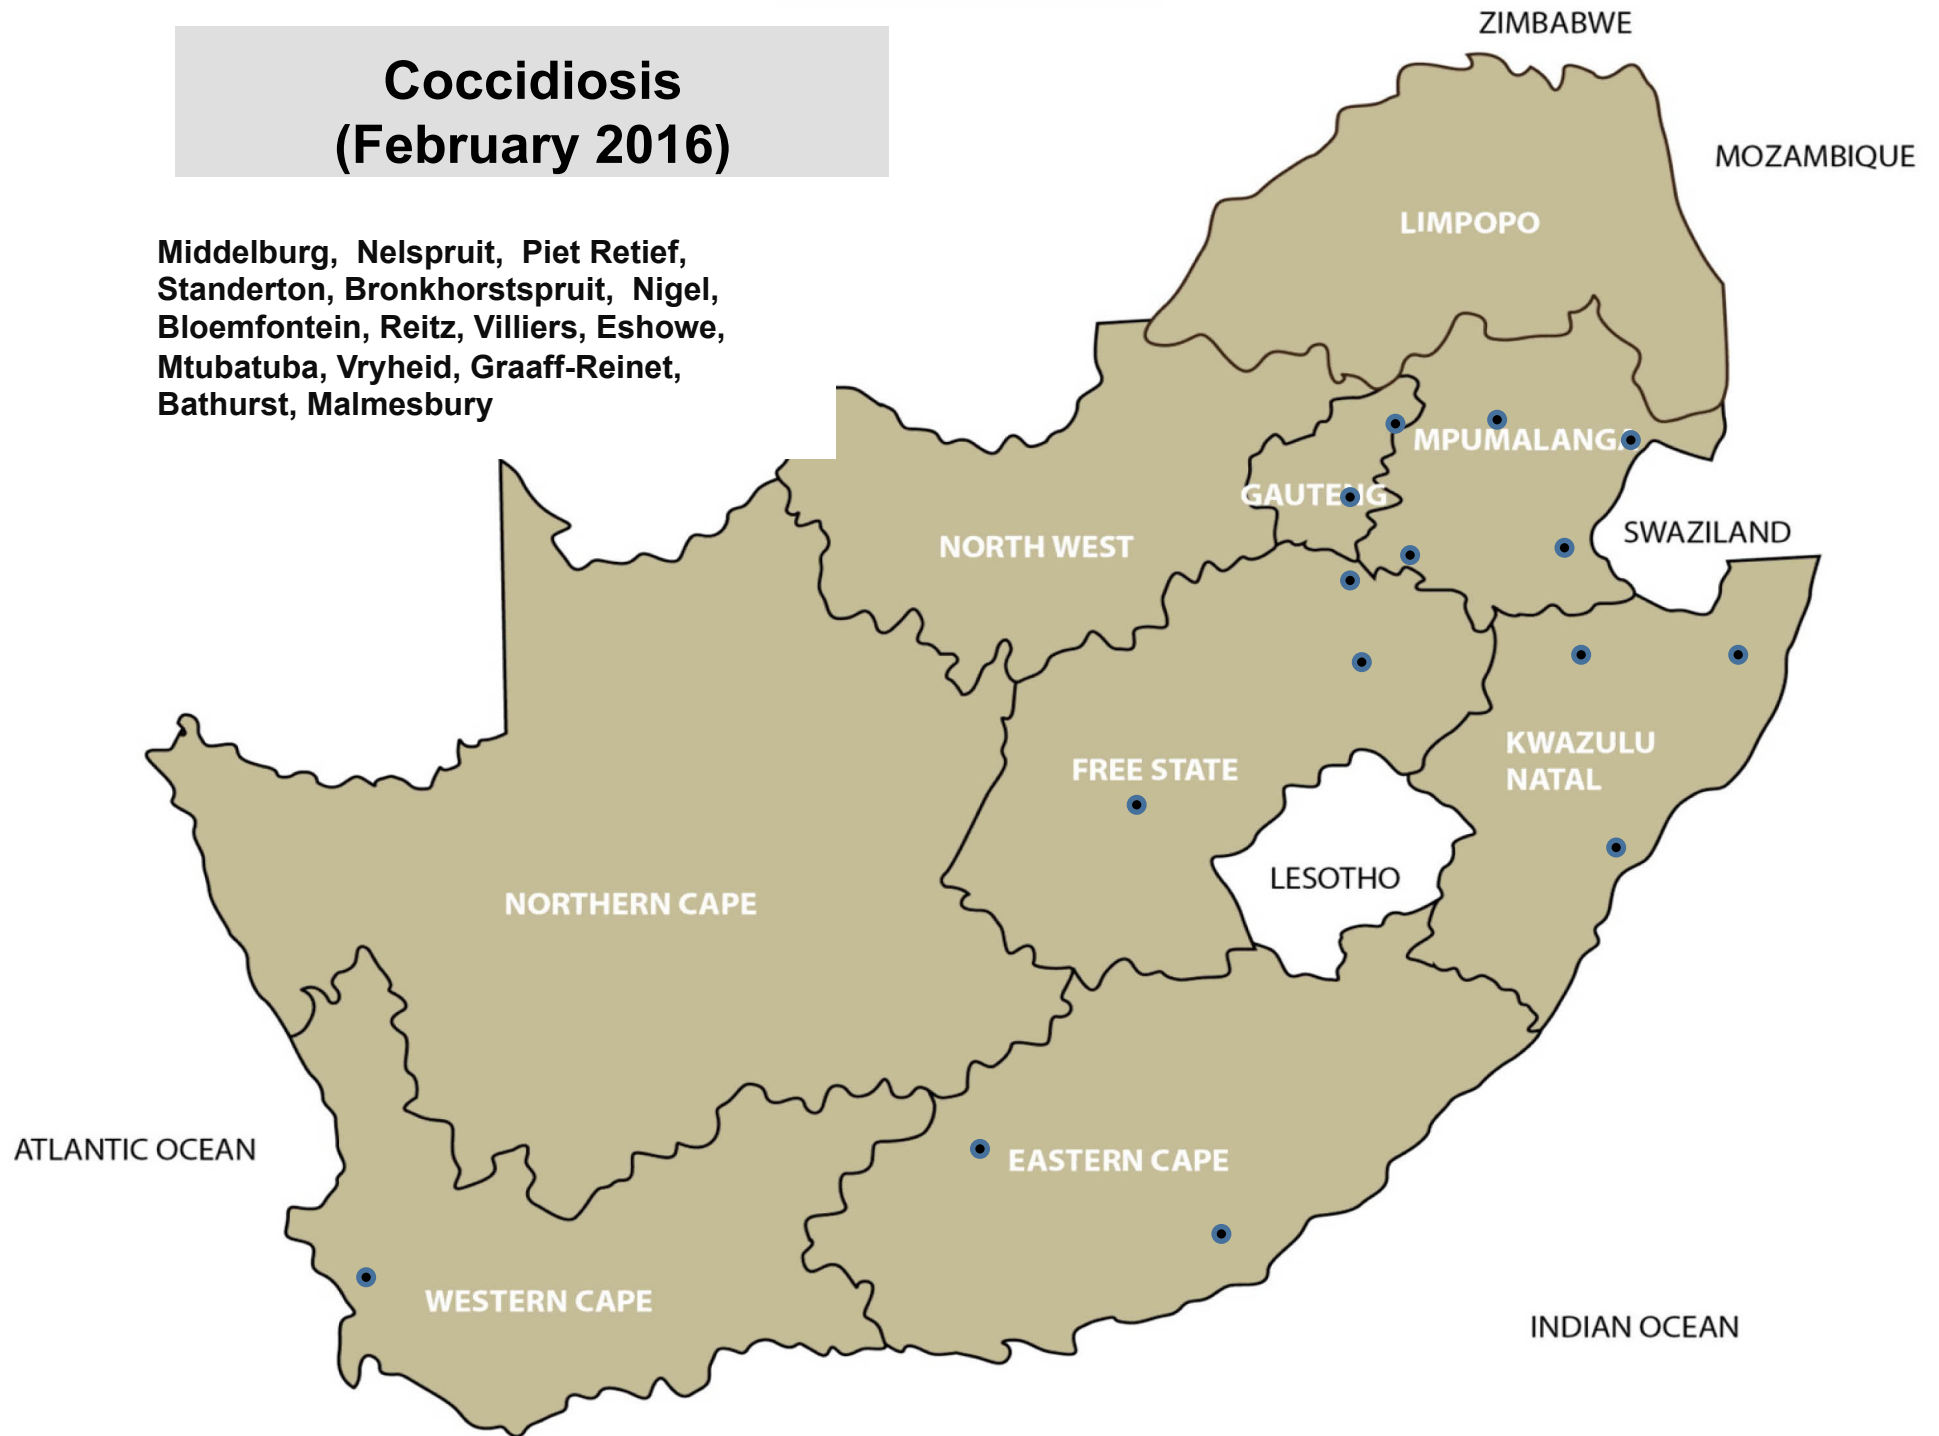 Coccidiosis
(February 2016)
Middelburg, Nelspruit, Piet Retief,
Standerton, Bronkhorstspruit, Nigel,
Bloemfontein, Reitz, Villiers, Eshowe,
Mtubatuba, Vryheid, Graaff-Reinet,
Bathurst, Malmesbury
ZIMBABWE
MOZAMBIQUE
LIMPOPO
MPUMALANGA
GAUTENG
SWAZILAND
NORTH WEST
KWAZULU
NATAL
FREE STATE
LESOTHO
NORTHERN CAPE
ATLANTIC OCEAN
EASTERN CAPE
WESTERN CAPE
INDIAN OCEAN